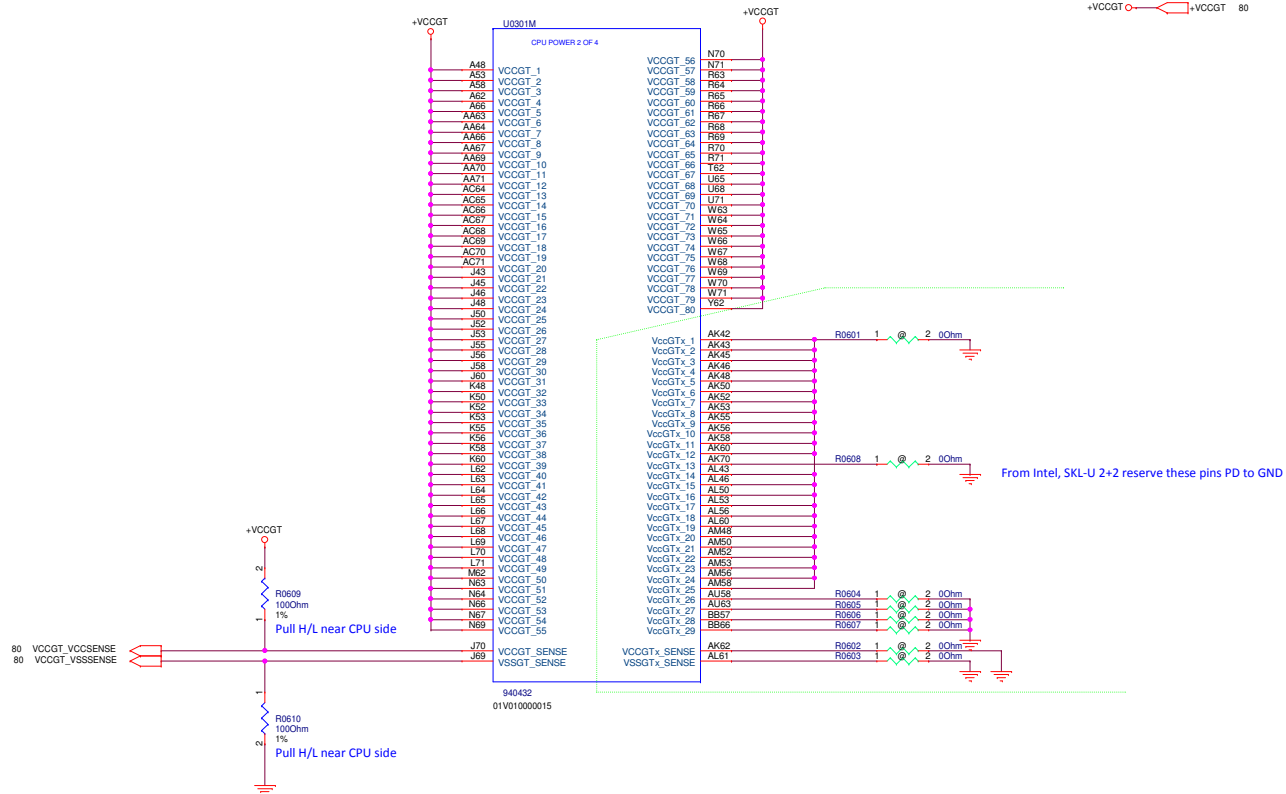 +VCCGT
+VCCGT
+VCCGT
+VCCGT 80
U0301M
CPU POWER 2 OF 4
A48 VCCGT_1
A53 VCCGT_2
A58 VCCGT_3
A62 VCCGT_4
A66 VCCGT_5
AA63 VCCGT_6
AA64 VCCGT_7
AA66 VCCGT_8
AA67 VCCGT_9
AA69 VCCGT_10
AA70 VCCGT_11
AA71 VCCGT_12
AC64 VCCGT_13
AC65 VCCGT_14
AC66 VCCGT_15
AC67 VCCGT_16
AC68 VCCGT_17
AC69 VCCGT_18
AC70 VCCGT_19
AC71 VCCGT_20
J43 VCCGT_21
J45 VCCGT_22
J46 VCCGT_23
J48 VCCGT_24
J50 VCCGT_25
J52 VCCGT_26
J53 VCCGT_27
J55 VCCGT_28
J56 VCCGT_29
J58 VCCGT_30
J60 VCCGT_31
K48 VCCGT_32
K50 VCCGT_33
K52 VCCGT_34
K53 VCCGT_35
K55 VCCGT_36
K56 VCCGT_37
K58 VCCGT_38
K60 VCCGT_39
L62 VCCGT_40
L63 VCCGT_41
L64 VCCGT_42
L65 VCCGT_43
L66 VCCGT_44
L67 VCCGT_45
L68 VCCGT_46
L69 VCCGT_47
L70 VCCGT_48
L71 VCCGT_49
M62 VCCGT_50
N63 VCCGT_51
N64 VCCGT_52
N66 VCCGT_53
N67 VCCGT_54
N69 VCCGT_55
J70 VCCGT_SENSE
J69 VSSGT_SENSE
VCCGT_56 N70
VCCGT_57 N71
VCCGT_58 R63
VCCGT_59 R64
VCCGT_60 R65
VCCGT_61 R66
VCCGT_62 R67
VCCGT_63 R68
VCCGT_64 R69
VCCGT_65 R70
VCCGT_66 R71
VCCGT_67 T62
VCCGT_68 U65
VCCGT_69 U68
VCCGT_70 U71
VCCGT_71 W63
VCCGT_72 W64
VCCGT_73 W65
VCCGT_74 W66
VCCGT_75 W67
VCCGT_76 W68
VCCGT_77 W69
VCCGT_78 W70
VCCGT_79 W71
VCCGT_80 Y62
VccGTx_1 AK42 R0601 1 @ 2 0Ohm
VccGTx_2 AK43
VccGTx_3 AK45
VccGTx_4 AK46
VccGTx_5 AK48
VccGTx_6 AK50
VccGTx_7 AK52
VccGTx_8 AK53
VccGTx_9 AK55
VccGTx_10 AK56
VccGTx_11 AK58
VccGTx_12 AK60
VccGTx_13 AK70 R0608 1 @ 2 0Ohm
From Intel, SKL-U 2+2 reserve these pins PD to GND
VccGTx_14 AL43
VccGTx_15 AL46
VccGTx_16 AL50
VccGTx_17 AL53
VccGTx_18 AL56
VccGTx_19 AL60
VccGTx_20 AM48
VccGTx_21 AM50
VccGTx_22 AM52
VccGTx_23 AM53
VccGTx_24 AM56
VccGTx_25 AM58
VccGTx_26 AU58 R0604 1 @ 2 0Ohm
VccGTx_27 AU63 R0605 1 @ 2 0Ohm
VccGTx_28 BB57 R0606 1 @ 2 0Ohm
VccGTx_29 BB66 R0607 1 @ 2 0Ohm
VCCGTx_SENSE AK62 R0602 1 @ 2 0Ohm
VSSGTx_SENSE AL61 R0603 1 @ 2 0Ohm
940432
01V010000015
+VCCGT
2
R0609
100Ohm
1%
1
Pull H/L near CPU side
80 VCCGT_VCCSENSE
80 VCCGT_VSSSENSE
1
R0610
100Ohm
1%
2
Pull H/L near CPU side